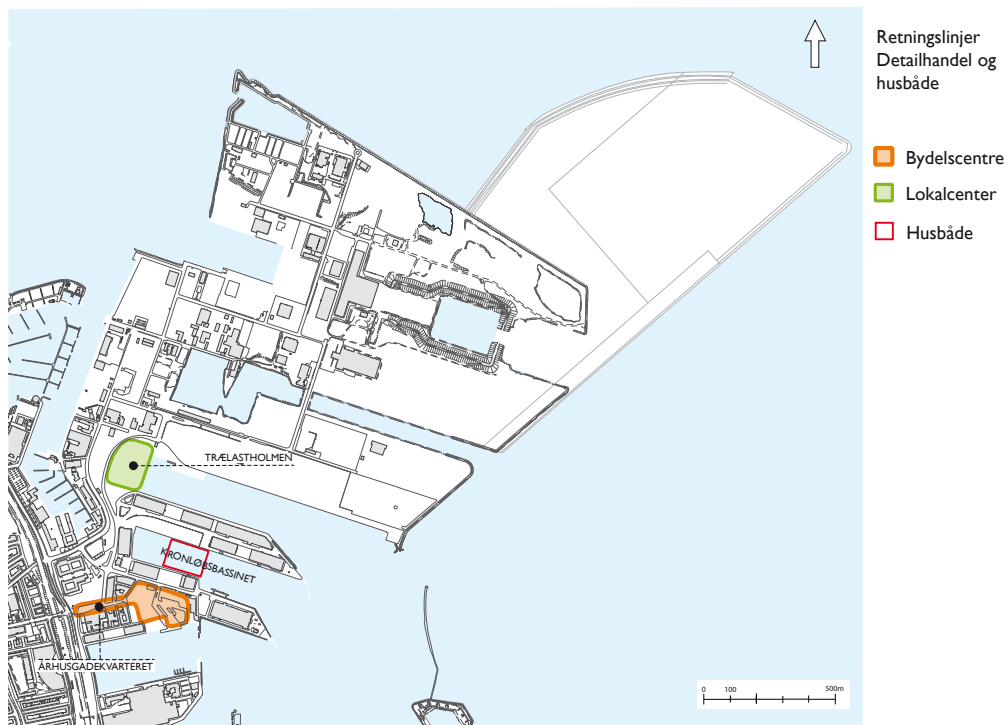 Retningslinjer
Detailhandel og
husbåde
Bydelscentre
Lokalcenter
Husbåde
TRÆLASTHOLMEN
KRONLØBSBASSINET
ÅRHUSGADEKVARTERET
0 100 500m